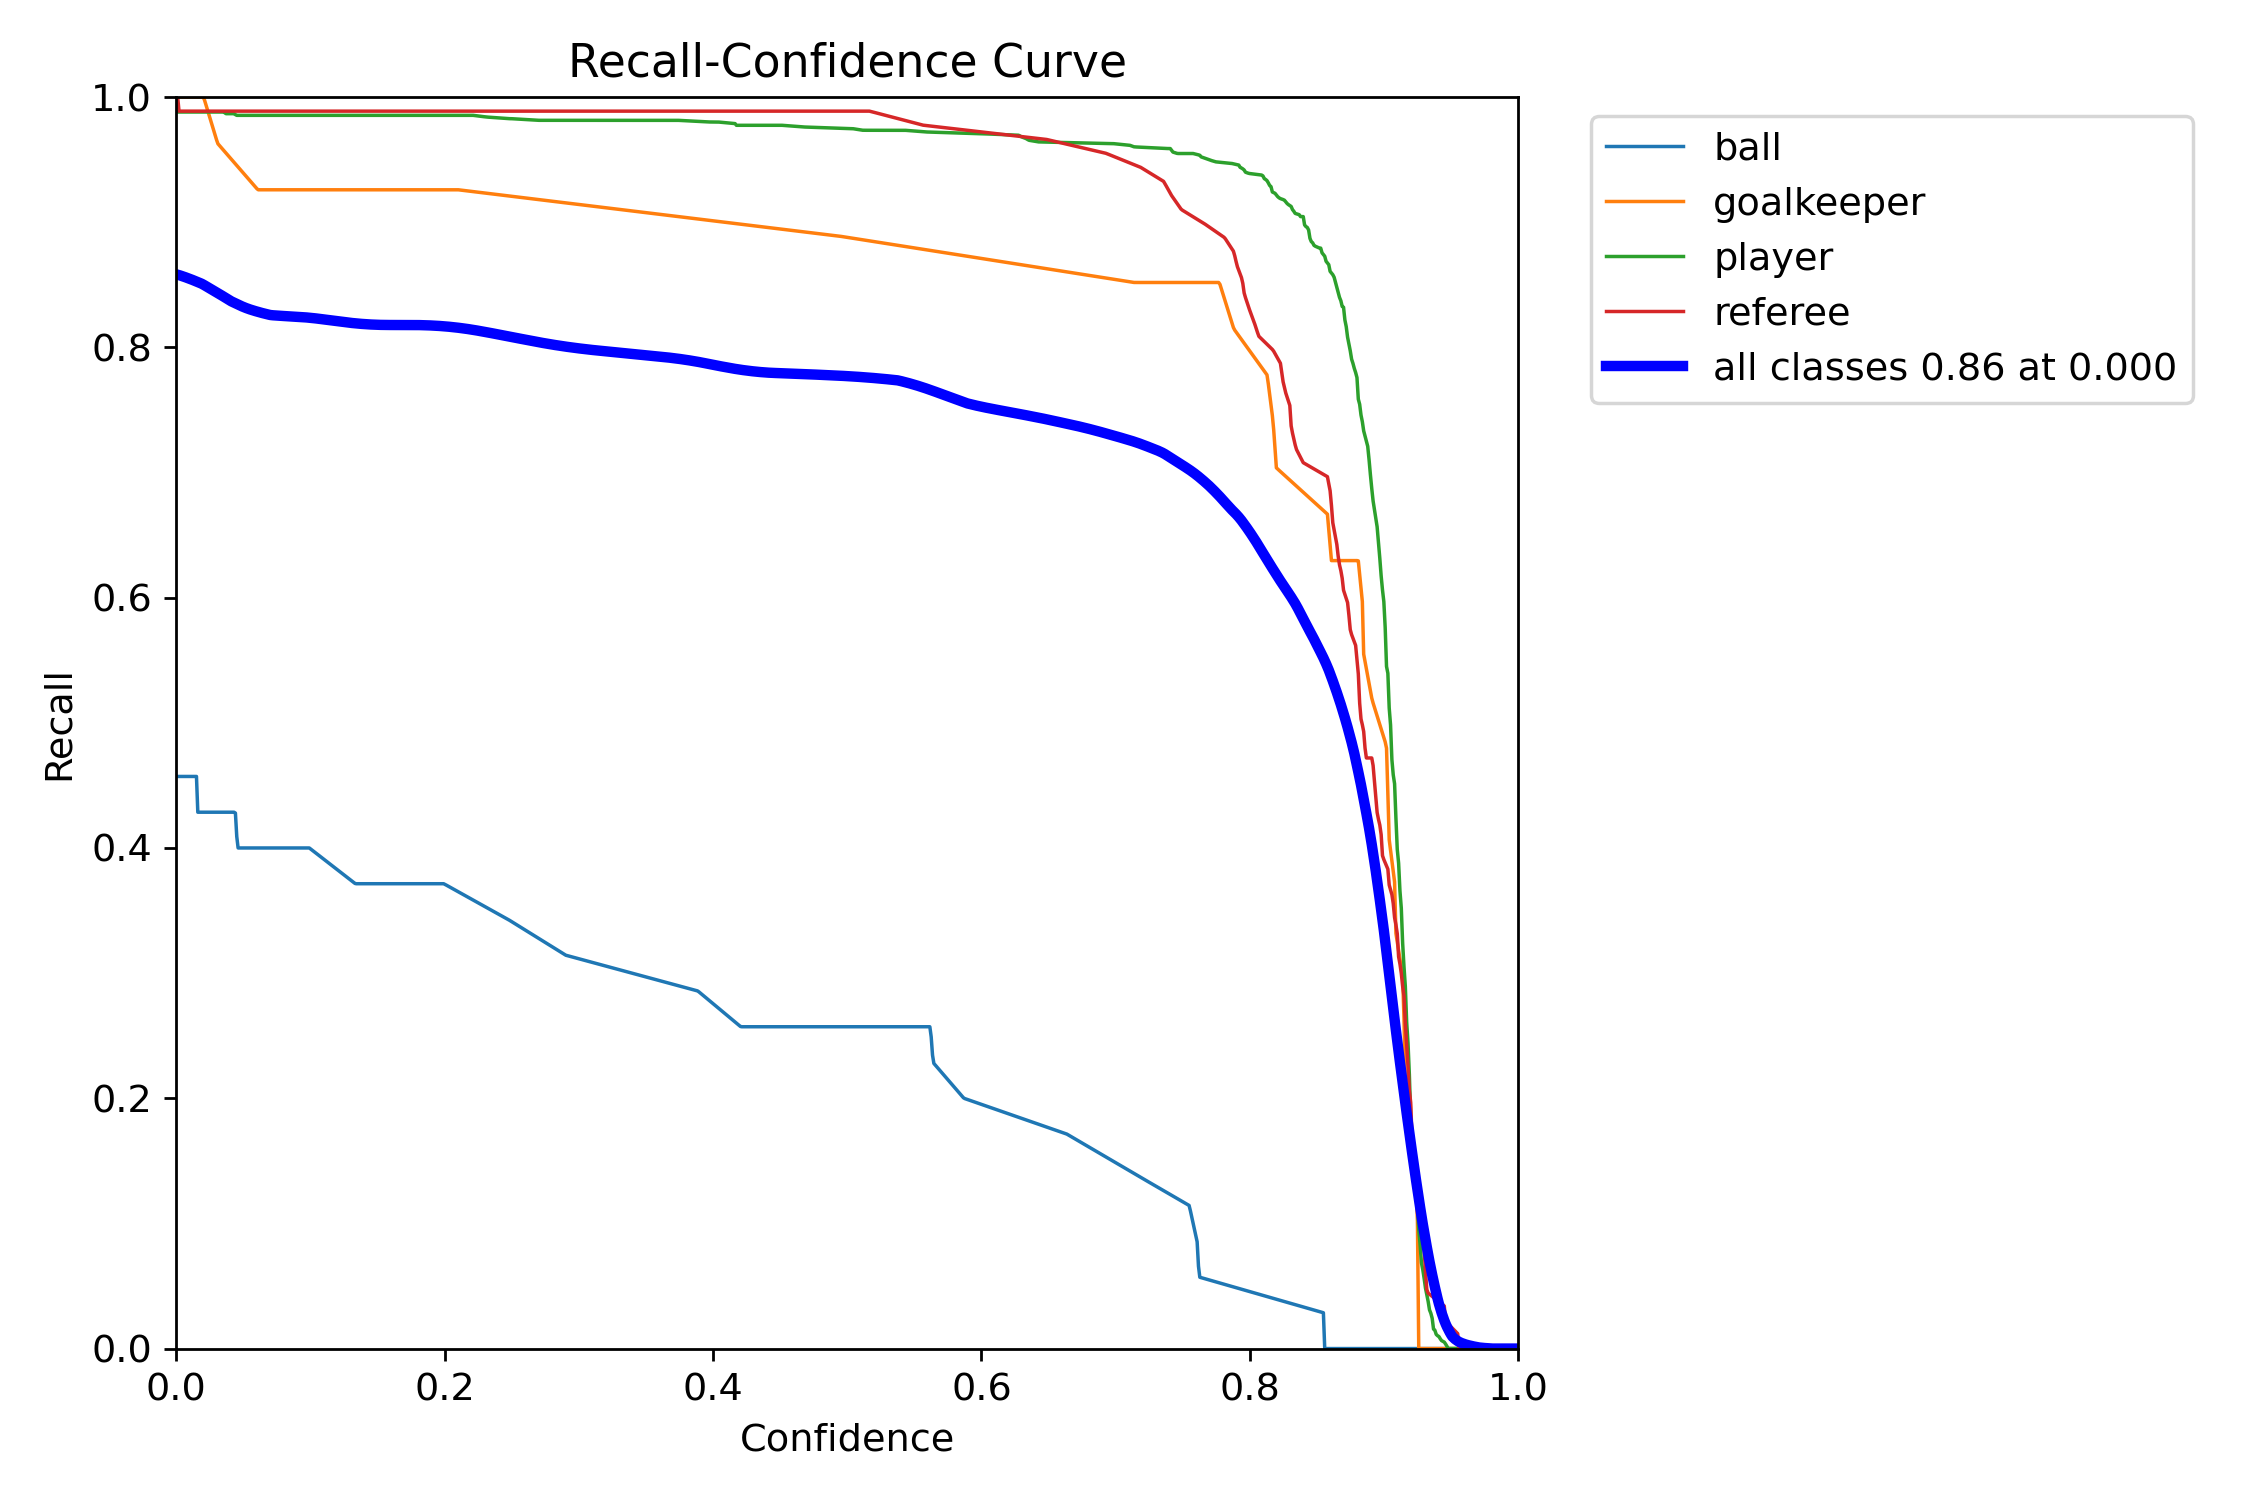 Recall-Confidence Curve
1.0
0.8
0.6
0.4
0.2
0.0
Recall
0.0 0.2 0.4 0.6 0.8 1.0
Confidence
ball
goalkeeper
player
referee
all classes 0.86 at 0.000